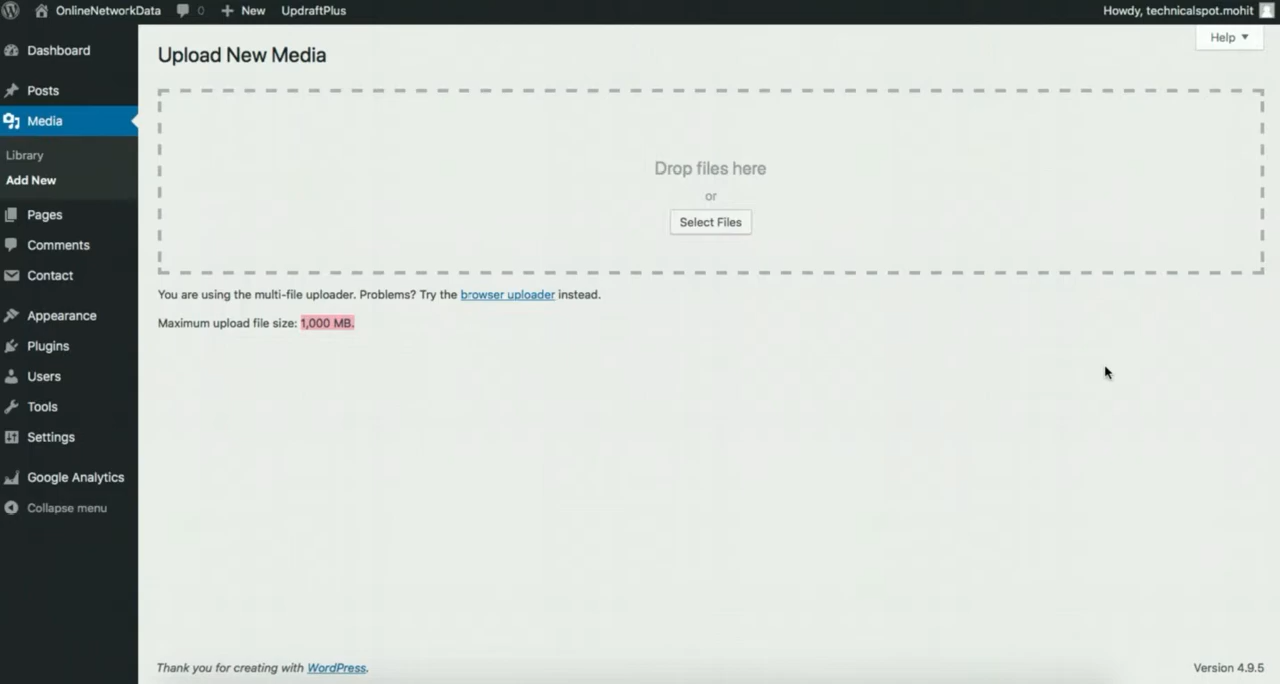 OnlineNetworkData 0 + New UpdraftPlus Howdy, technicalspot.mohit
Help ▼
Dashboard
Posts
Media
Library
Add New
Pages
Comments
Contact
Appearance
Plugins
Users
Tools
Settings
Google Analytics
Collapse menu
Upload New Media
Drop files here
or
Select Files
You are using the multi-file uploader. Problems? Try the browser uploader instead.
Maximum upload file size: 1,000 MB.
Thank you for creating with WordPress. Version 4.9.5